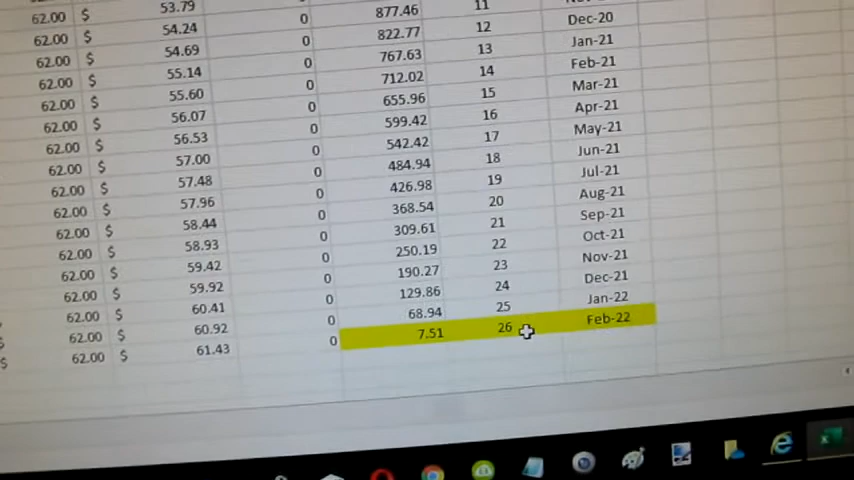 62.00 $ 53.79
62.00 $ 54.24 0 877.46 11
62.00 $ 54.69 0 822.77 12 Dec-20
62.00 $ 55.14 0 767.63 13 Jan-21
62.00 $ 55.60 0 712.02 14 Feb-21
62.00 $ 56.07 0 655.96 15 Mar-21
62.00 $ 56.53 0 599.42 16 Apr-21
62.00 $ 57.00 0 542.42 17 May-21
62.00 $ 57.48 0 484.94 18 Jun-21
62.00 $ 57.96 0 426.98 19 Jul-21
62.00 $ 58.44 0 368.54 20 Aug-21
62.00 $ 58.93 0 309.61 21 Sep-21
62.00 $ 59.42 0 250.19 22 Oct-21
62.00 $ 59.92 0 190.27 23 Nov-21
62.00 $ 60.41 0 129.86 24 Dec-21
62.00 $ 60.92 0 68.94 25 Jan-22
62.00 $ 61.43 0 7.51 26 Feb-22